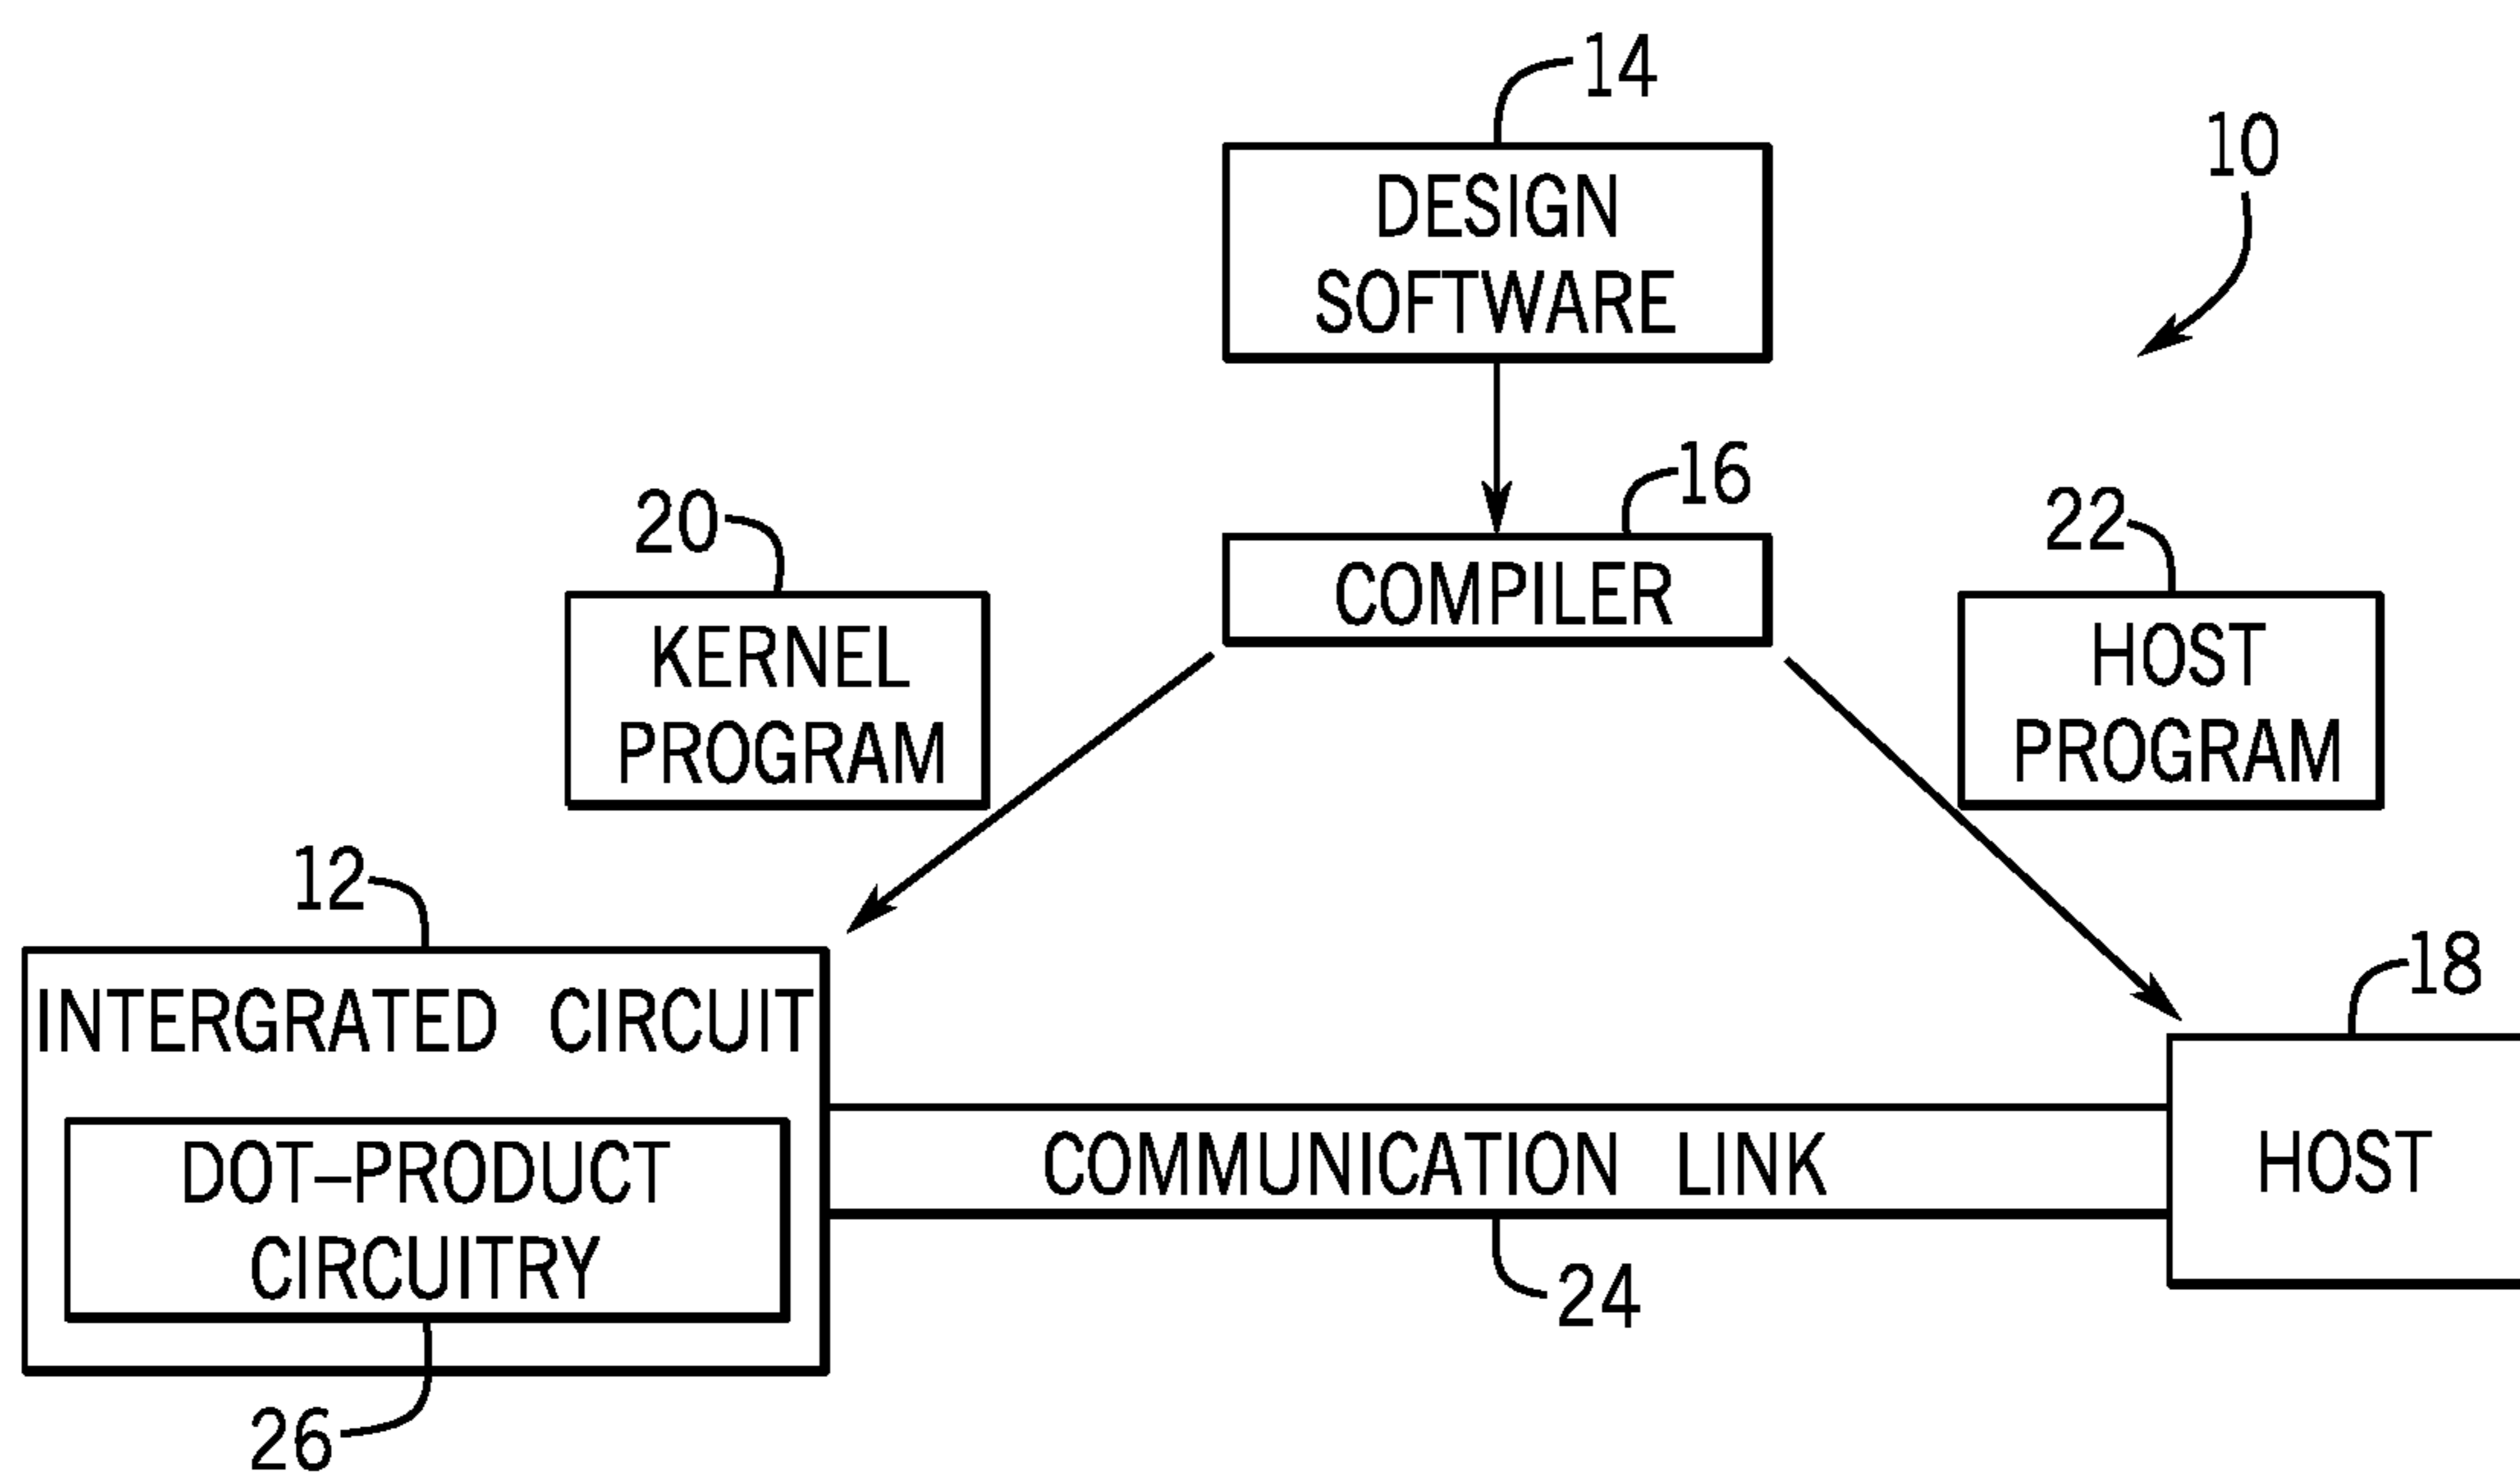 14
10
DESIGN
SOFTWARE
16
20
22
COMPILER
KERNEL
PROGRAM
HOST
PROGRAM
12
18
INTERGRATED CIRCUIT
DOT–PRODUCT
CIRCUITRY
COMMUNICATION LINK
HOST
24
26